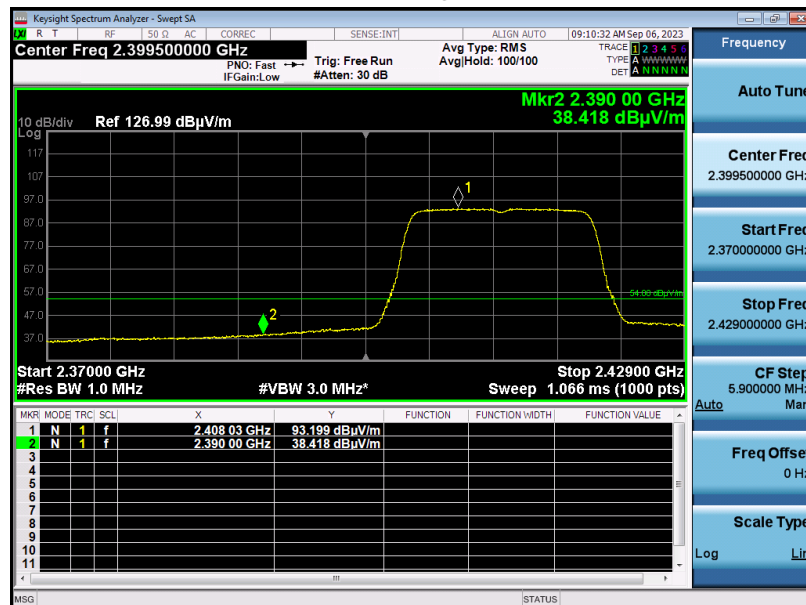 Keysight Spectrum Analyzer - Swept SA
LXI R T RF 50 Ω AC CORREC SENSE:INT ALIGN AUTO 09:10:32 AM Sep 06, 2023
Center Freq 2.399500000 GHz
PNO: Fast
IFGain:Low
Trig: Free Run
#Atten: 30 dB
Avg Type: RMS
Avg|Hold: 100/100
TRACE 1 2 3 4 5 6
TYPE A WWWWW
DET A N N N N N
Mkr2 2.390 00 GHz
38.418 dBµV/m
10 dB/div Ref 126.99 dBµV/m
Log
117
107
97.0
87.0
77.0
67.0
57.0
47.0
37.0
1
2
54.00 dBµV/m
Start 2.37000 GHz Stop 2.42900 GHz
#Res BW 1.0 MHz #VBW 3.0 MHz* Sweep 1.066 ms (1000 pts)
MKR MODE TRC SCL X Y FUNCTION FUNCTION WIDTH FUNCTION VALUE
1 N 1 f 2.408 03 GHz 93.199 dBµV/m
2 N 1 f 2.390 00 GHz 38.418 dBµV/m
3
4
5
6
7
8
9
10
11
MSG STATUS
Frequency
Auto Tune
Center Freq
2.399500000 GHz
Start Freq
2.370000000 GHz
Stop Freq
2.429000000 GHz
CF Step
5.900000 MHz
Auto Man
Freq Offset
0 Hz
Scale Type
Log Lin